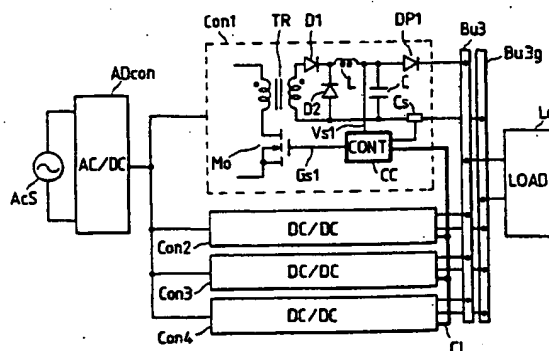 Con1
TR
D1
DP1
Bu3
Bu3g
ADcon
L
C
D2
Cs
AC/DC
Vs1
Mo
CONT
LOAD
AcS
Gs1
CC
DC/DC
Con2
DC/DC
Con3
DC/DC
Con4